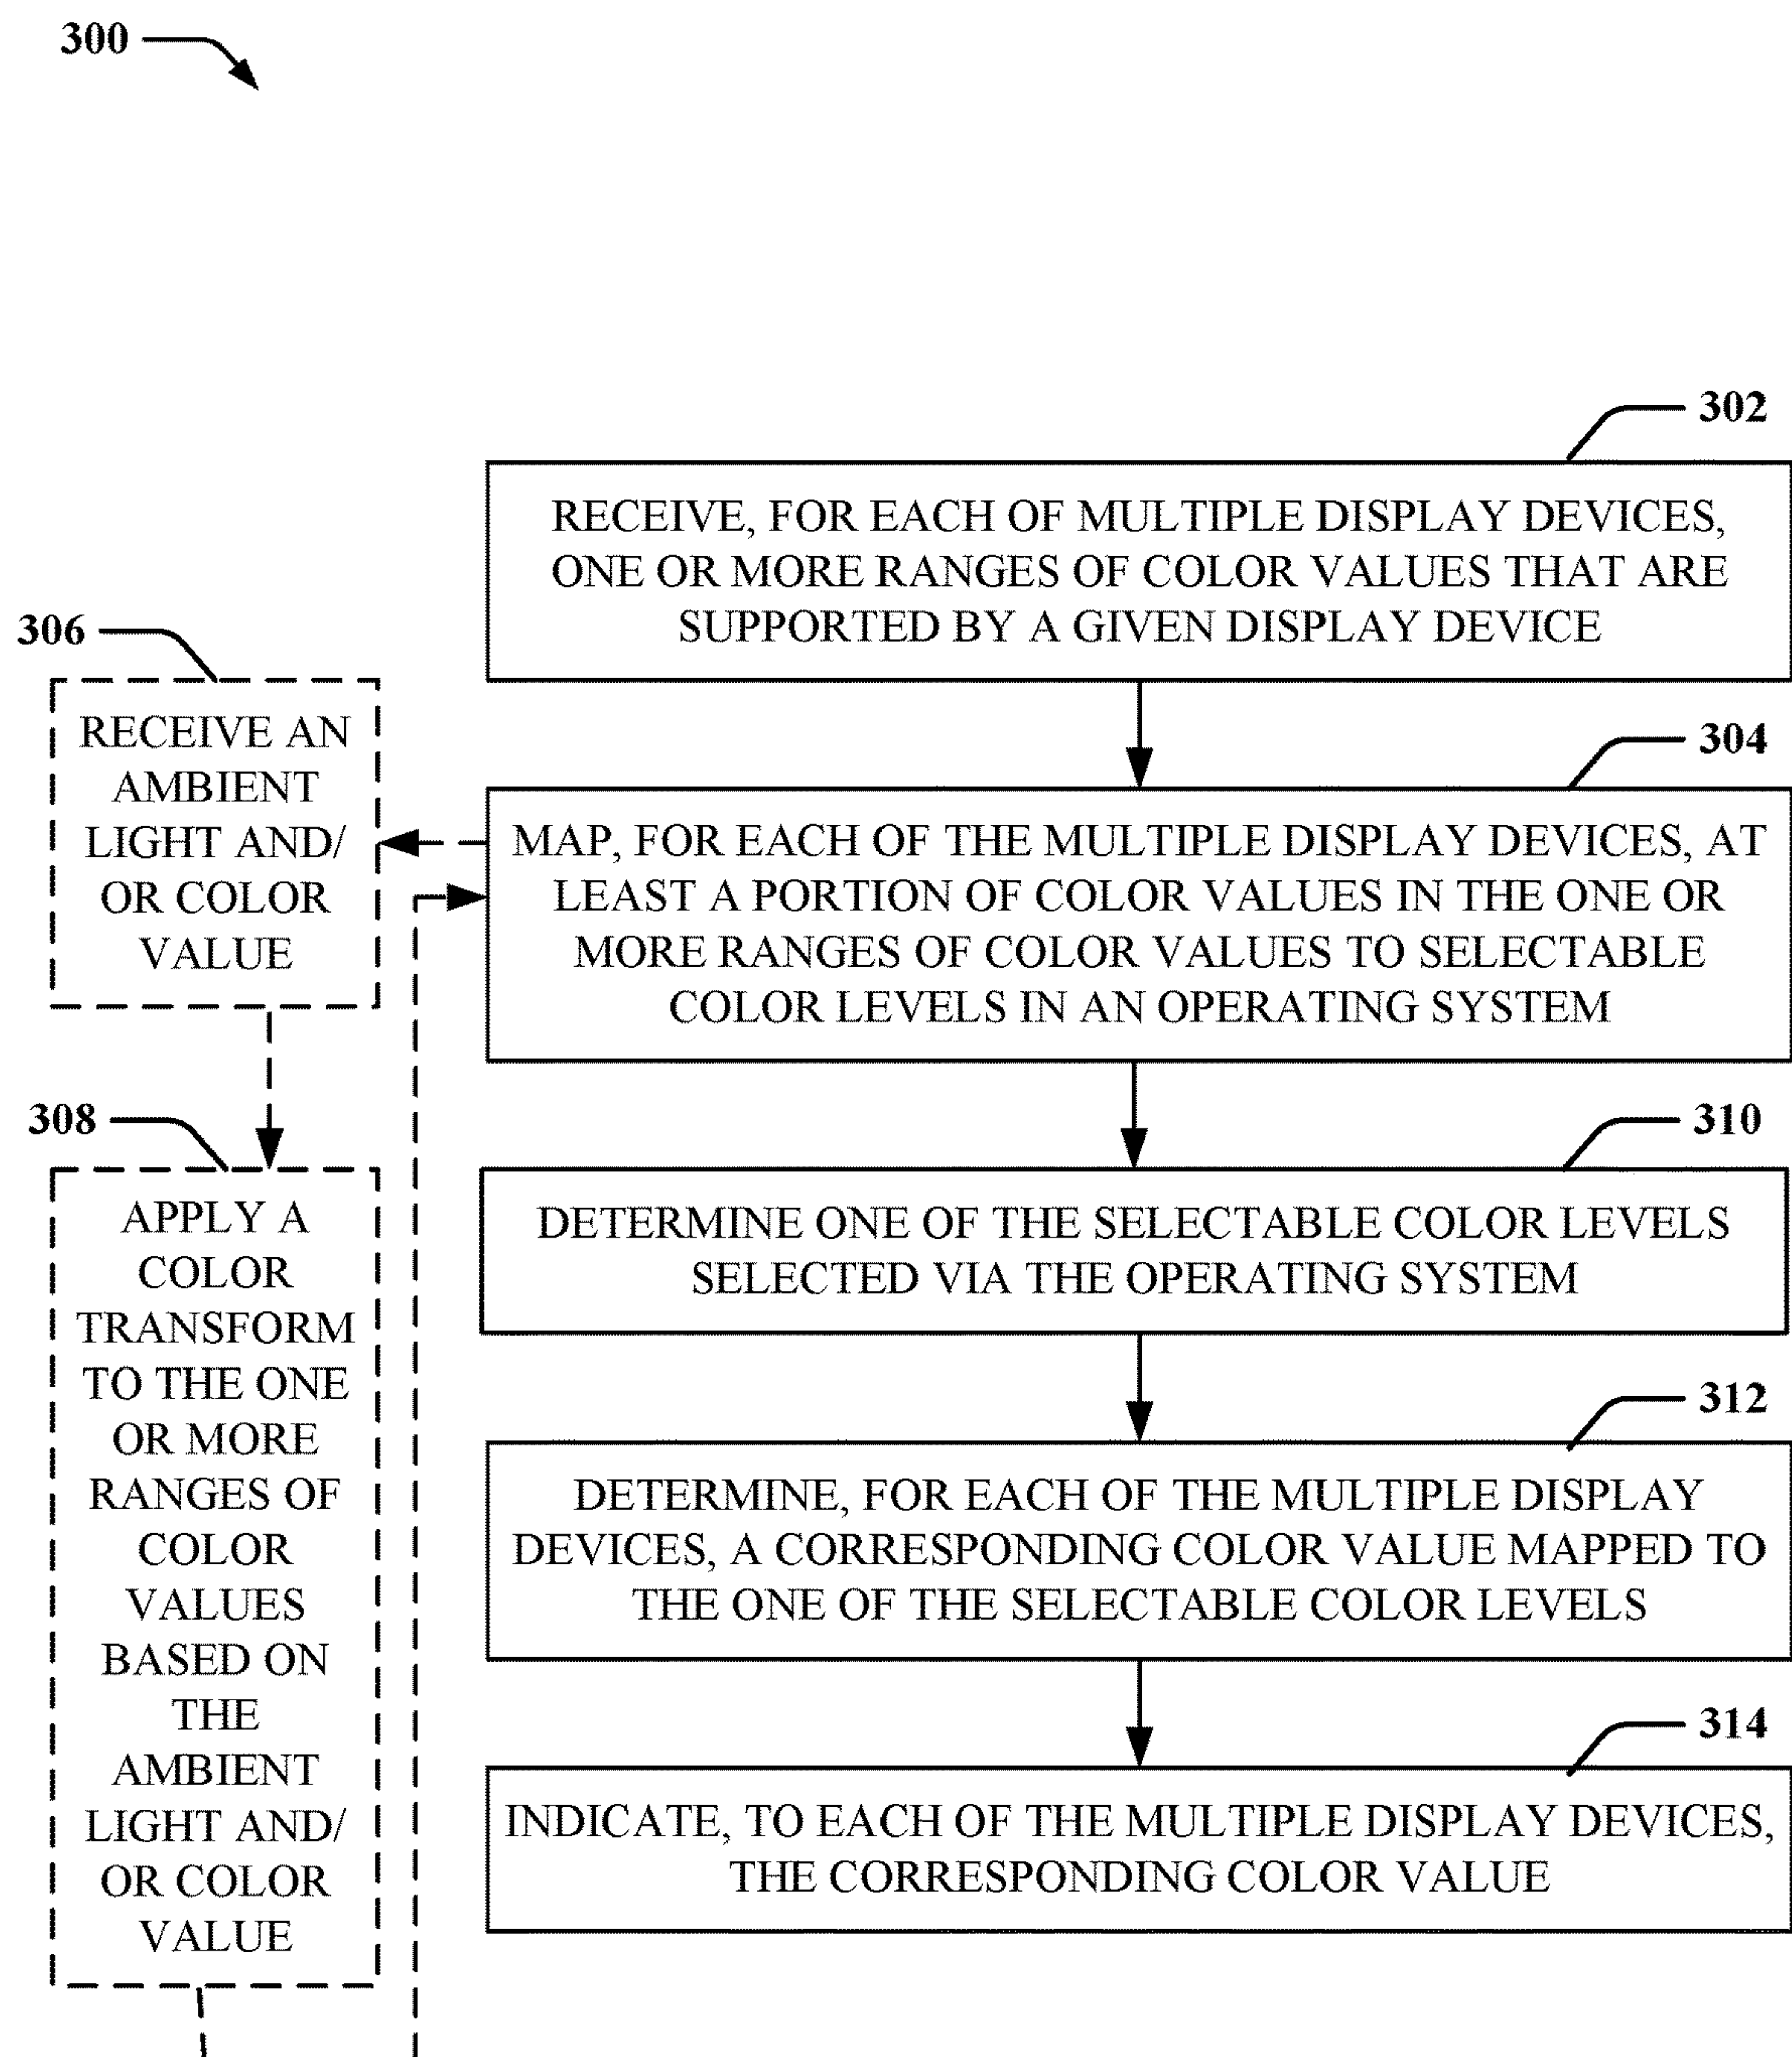 300
302
RECEIVE, FOR EACH OF MULTIPLE DISPLAY DEVICES,
ONE OR MORE RANGES OF COLOR VALUES THAT ARE
SUPPORTED BY A GIVEN DISPLAY DEVICE
306
RECEIVE AN
AMBIENT
LIGHT AND/
OR COLOR
VALUE
304
MAP, FOR EACH OF THE MULTIPLE DISPLAY DEVICES, AT
LEAST A PORTION OF COLOR VALUES IN THE ONE OR
MORE RANGES OF COLOR VALUES TO SELECTABLE
COLOR LEVELS IN AN OPERATING SYSTEM
308
APPLY A
COLOR
TRANSFORM
TO THE ONE
OR MORE
RANGES OF
COLOR
VALUES
BASED ON
THE
AMBIENT
LIGHT AND/
OR COLOR
VALUE
310
DETERMINE ONE OF THE SELECTABLE COLOR LEVELS
SELECTED VIA THE OPERATING SYSTEM
312
DETERMINE, FOR EACH OF THE MULTIPLE DISPLAY
DEVICES, A CORRESPONDING COLOR VALUE MAPPED TO
THE ONE OF THE SELECTABLE COLOR LEVELS
314
INDICATE, TO EACH OF THE MULTIPLE DISPLAY DEVICES,
THE CORRESPONDING COLOR VALUE